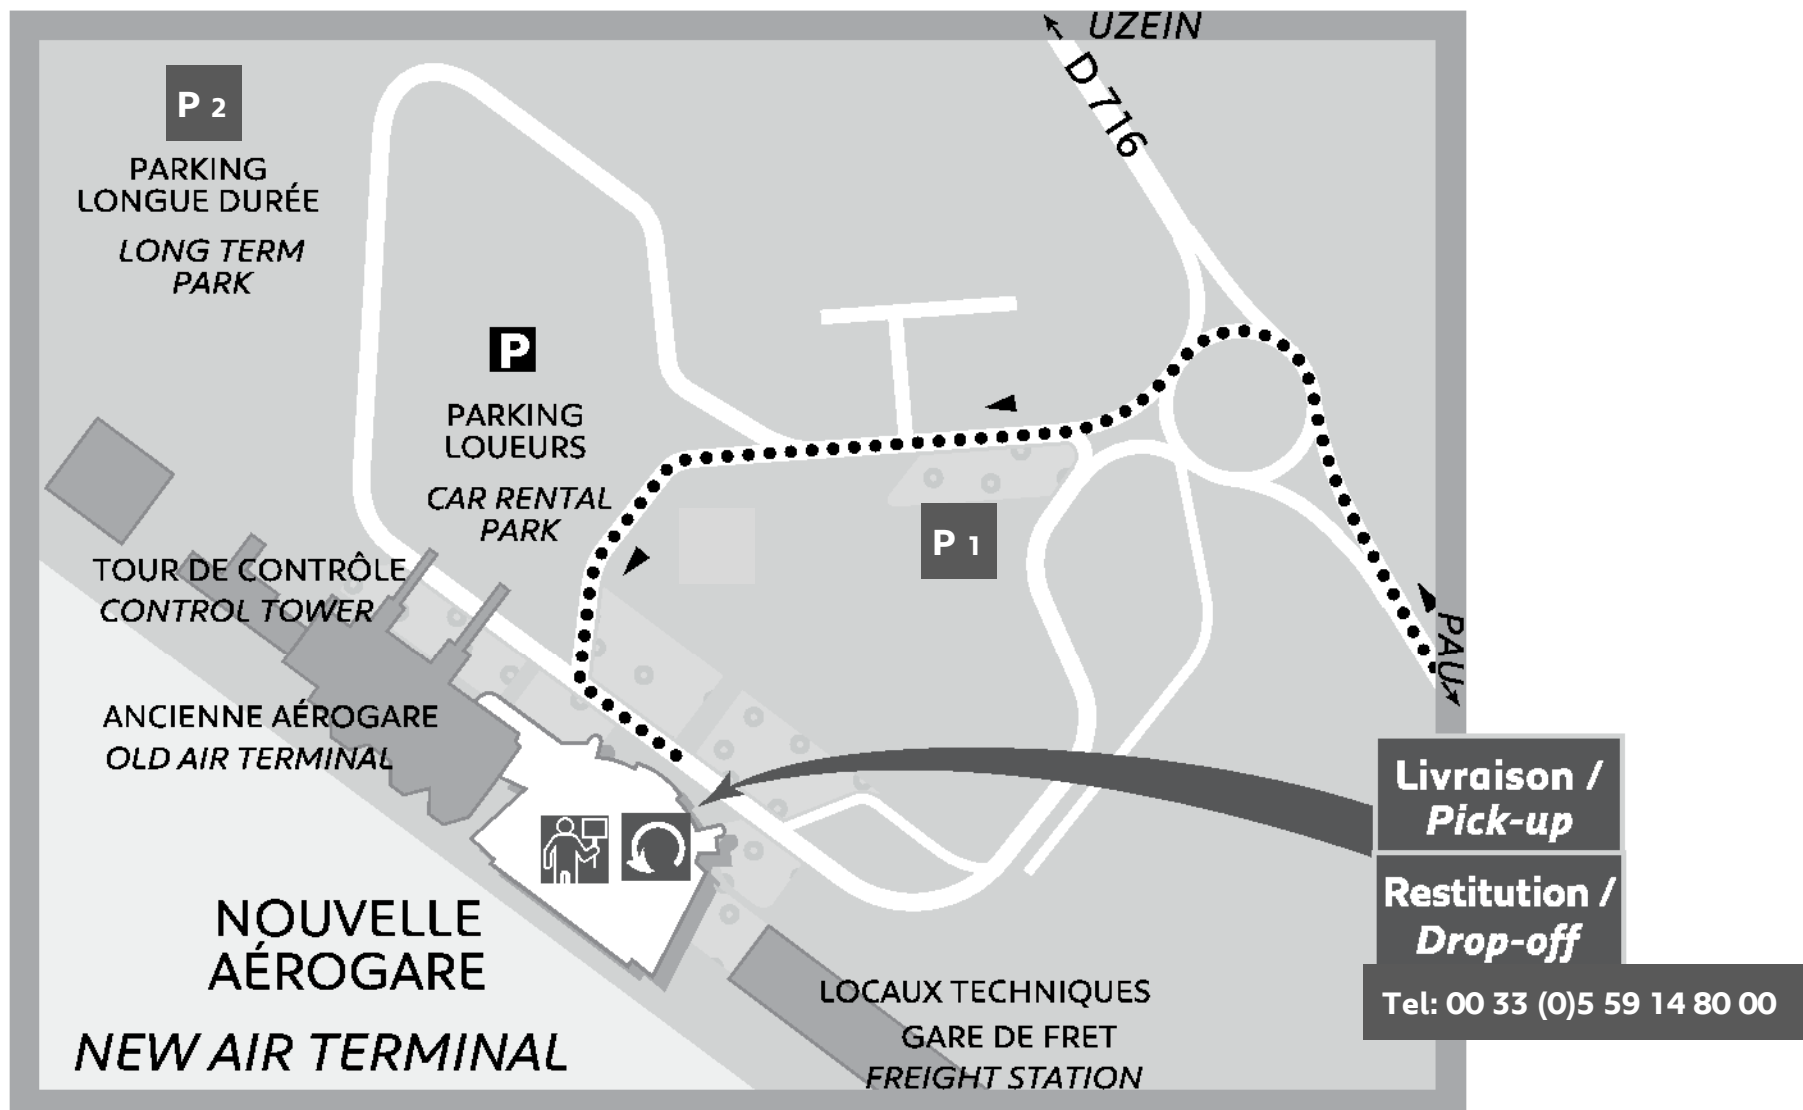 UZEIN
D 716
P 2
PARKING
LONGUE DURÉE
LONG TERM
PARK
P
PARKING
LOUEURS
CAR RENTAL
PARK
P 1
TOUR DE CONTRÔLE
CONTROL TOWER
PAU
ANCIENNE AÉROGARE
OLD AIR TERMINAL
Livraison /
Pick-up
Restitution /
Drop-off
Tel: 00 33 (0)5 59 14 80 00
NOUVELLE
AÉROGARE
NEW AIR TERMINAL
LOCAUX TECHNIQUES
GARE DE FRET
FREIGHT STATION